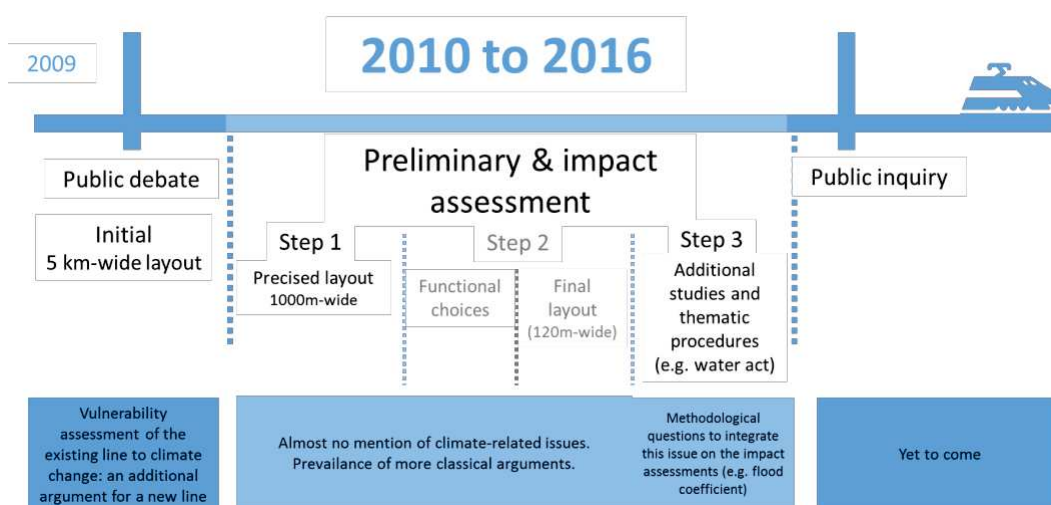 2009
2010 to 2016
Public debate
Initial
5 km-wide layout
Preliminary & impact
assessment
Public inquiry
Step 1
Precised layout
1000m-wide
Step 2
Functional
choices
Final
layout
(120m-wide)
Step 3
Additional
studies and
thematic
procedures
(e.g. water act)
Vulnerability
assessment of the
existing line to climate
change: an additional
argument for a new line
Almost no mention of climate-related issues.
Prevailance of more classical arguments.
Methodological
questions to integrate
this issue on the impact
assessments (e.g. flood
coefficient)
Yet to come